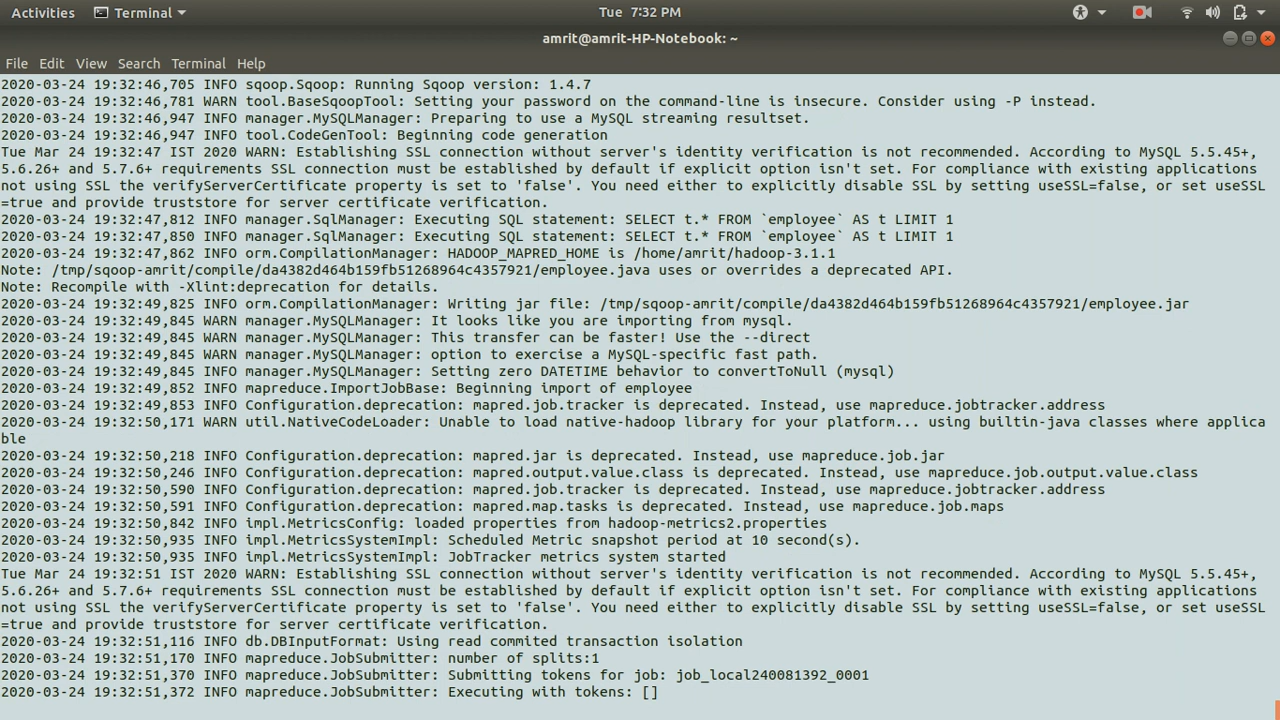 Activities Terminal Tue 7:32 PM
amrit@amrit-HP-Notebook: ~
File Edit View Search Terminal Help
2020-03-24 19:32:46,705 INFO sqoop.Sqoop: Running Sqoop version: 1.4.7
2020-03-24 19:32:46,781 WARN tool.BaseSqoopTool: Setting your password on the command-line is insecure. Consider using -P instead.
2020-03-24 19:32:46,947 INFO manager.MySQLManager: Preparing to use a MySQL streaming resultset.
2020-03-24 19:32:46,947 INFO tool.CodeGenTool: Beginning code generation
Tue Mar 24 19:32:47 IST 2020 WARN: Establishing SSL connection without server's identity verification is not recommended. According to MySQL 5.5.45+,
5.6.26+ and 5.7.6+ requirements SSL connection must be established by default if explicit option isn't set. For compliance with existing applications
not using SSL the verifyServerCertificate property is set to 'false'. You need either to explicitly disable SSL by setting useSSL=false, or set useSSL
=true and provide truststore for server certificate verification.
2020-03-24 19:32:47,812 INFO manager.SqlManager: Executing SQL statement: SELECT t.* FROM `employee` AS t LIMIT 1
2020-03-24 19:32:47,850 INFO manager.SqlManager: Executing SQL statement: SELECT t.* FROM `employee` AS t LIMIT 1
2020-03-24 19:32:47,862 INFO orm.CompilationManager: HADOOP_MAPRED_HOME is /home/amrit/hadoop-3.1.1
Note: /tmp/sqoop-amrit/compile/da4382d464b159fb51268964c4357921/employee.java uses or overrides a deprecated API.
Note: Recompile with -Xlint:deprecation for details.
2020-03-24 19:32:49,825 INFO orm.CompilationManager: Writing jar file: /tmp/sqoop-amrit/compile/da4382d464b159fb51268964c4357921/employee.jar
2020-03-24 19:32:49,845 WARN manager.MySQLManager: It looks like you are importing from mysql.
2020-03-24 19:32:49,845 WARN manager.MySQLManager: This transfer can be faster! Use the --direct
2020-03-24 19:32:49,845 WARN manager.MySQLManager: option to exercise a MySQL-specific fast path.
2020-03-24 19:32:49,845 INFO manager.MySQLManager: Setting zero DATETIME behavior to convertToNull (mysql)
2020-03-24 19:32:49,852 INFO mapreduce.ImportJobBase: Beginning import of employee
2020-03-24 19:32:49,853 INFO Configuration.deprecation: mapred.job.tracker is deprecated. Instead, use mapreduce.jobtracker.address
2020-03-24 19:32:50,171 WARN util.NativeCodeLoader: Unable to load native-hadoop library for your platform... using builtin-java classes where applica
ble
2020-03-24 19:32:50,218 INFO Configuration.deprecation: mapred.jar is deprecated. Instead, use mapreduce.job.jar
2020-03-24 19:32:50,246 INFO Configuration.deprecation: mapred.output.value.class is deprecated. Instead, use mapreduce.job.output.value.class
2020-03-24 19:32:50,590 INFO Configuration.deprecation: mapred.job.tracker is deprecated. Instead, use mapreduce.jobtracker.address
2020-03-24 19:32:50,591 INFO Configuration.deprecation: mapred.map.tasks is deprecated. Instead, use mapreduce.job.maps
2020-03-24 19:32:50,842 INFO impl.MetricsConfig: loaded properties from hadoop-metrics2.properties
2020-03-24 19:32:50,935 INFO impl.MetricsSystemImpl: Scheduled Metric snapshot period at 10 second(s).
2020-03-24 19:32:50,935 INFO impl.MetricsSystemImpl: JobTracker metrics system started
Tue Mar 24 19:32:51 IST 2020 WARN: Establishing SSL connection without server's identity verification is not recommended. According to MySQL 5.5.45+,
5.6.26+ and 5.7.6+ requirements SSL connection must be established by default if explicit option isn't set. For compliance with existing applications
not using SSL the verifyServerCertificate property is set to 'false'. You need either to explicitly disable SSL by setting useSSL=false, or set useSSL
=true and provide truststore for server certificate verification.
2020-03-24 19:32:51,116 INFO db.DBInputFormat: Using read commited transaction isolation
2020-03-24 19:32:51,170 INFO mapreduce.JobSubmitter: number of splits:1
2020-03-24 19:32:51,370 INFO mapreduce.JobSubmitter: Submitting tokens for job: job_local240081392_0001
2020-03-24 19:32:51,372 INFO mapreduce.JobSubmitter: Executing with tokens: []